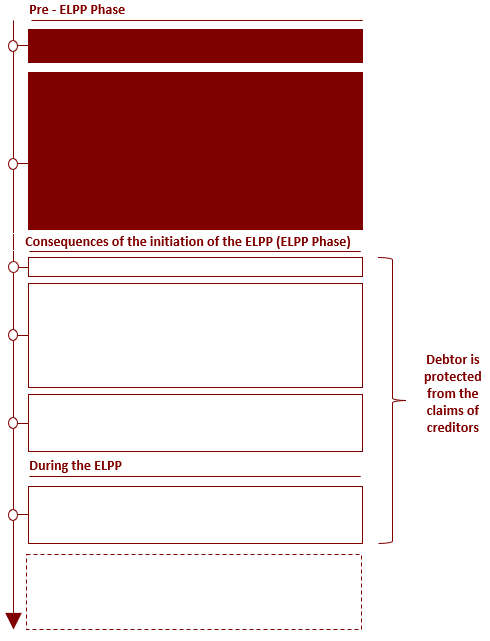 Pre - ELPP Phase
Consequences of the initiation of the ELPP (ELPP Phase)
Debtor is
protected
from the
claims of
creditors
During the ELPP